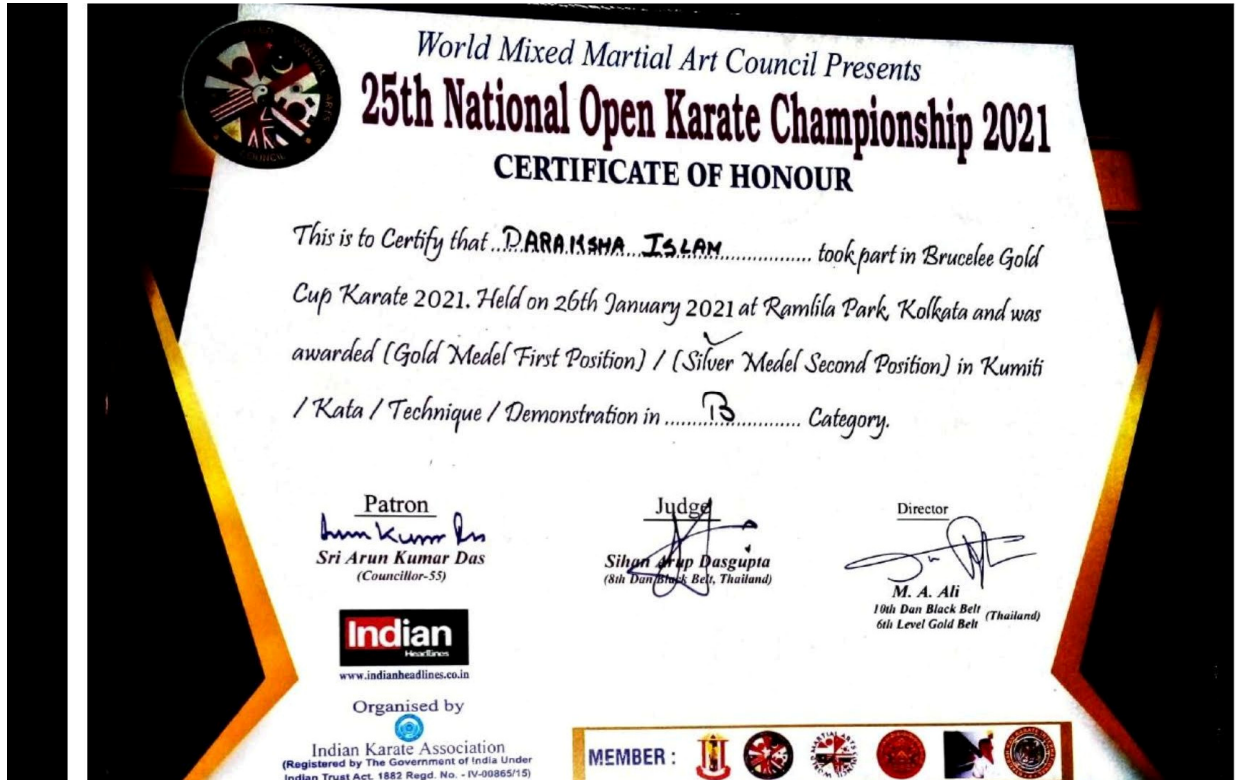 World Mixed Martial Art Council Presents
25th National Open Karate Championship 2021
CERTIFICATE OF HONOUR
This is to Certify that...DARAKSHA ISLAM.................. took part in Brucelee Gold
Cup Karate 2021. Held on 26th January 2021 at Ramlila Park, Kolkata and was
awarded (Gold Medel First Position) / (Silver Medel Second Position) in Kumiti
/ Kata / Technique / Demonstration in .......B............ Category.
Patron
Sri Arun Kumar Das
(Councillor-55)
Judge
Sihan Arup Dasgupta
(8th Dan Black Belt, Thailand)
Director
M. A. Ali
10th Dan Black Belt
6th Level Gold Belt (Thailand)
Indian
Headlines
www.indianheadlines.co.in
Organised by
Indian Karate Association
(Registered by The Government of India Under
Indian Trust Act. 1882 Regd. No. - IV-00865/15)
MEMBER :